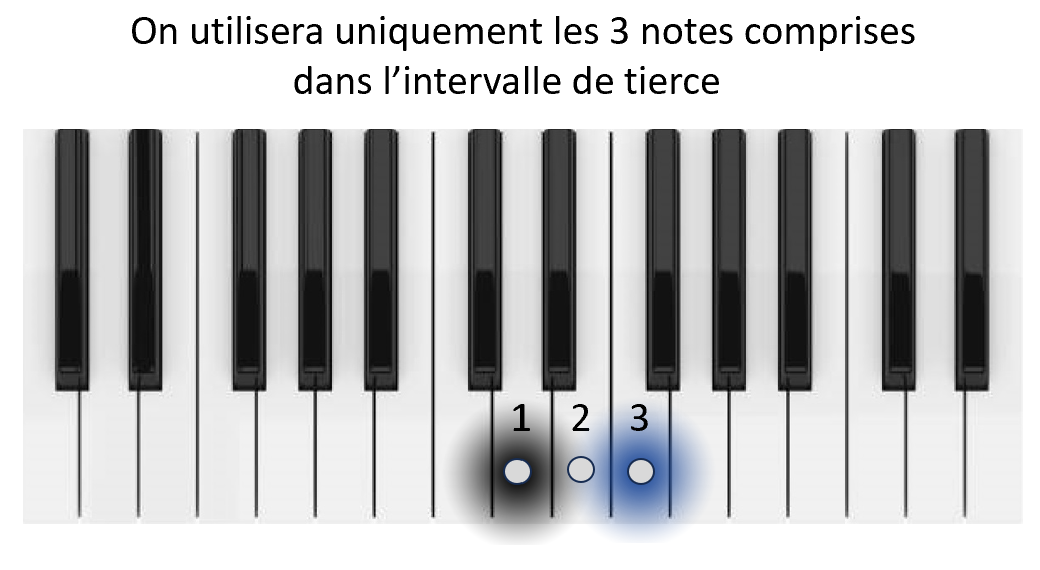 On utilisera uniquement les 3 notes comprises
dans l’intervalle de tierce
1 2 3